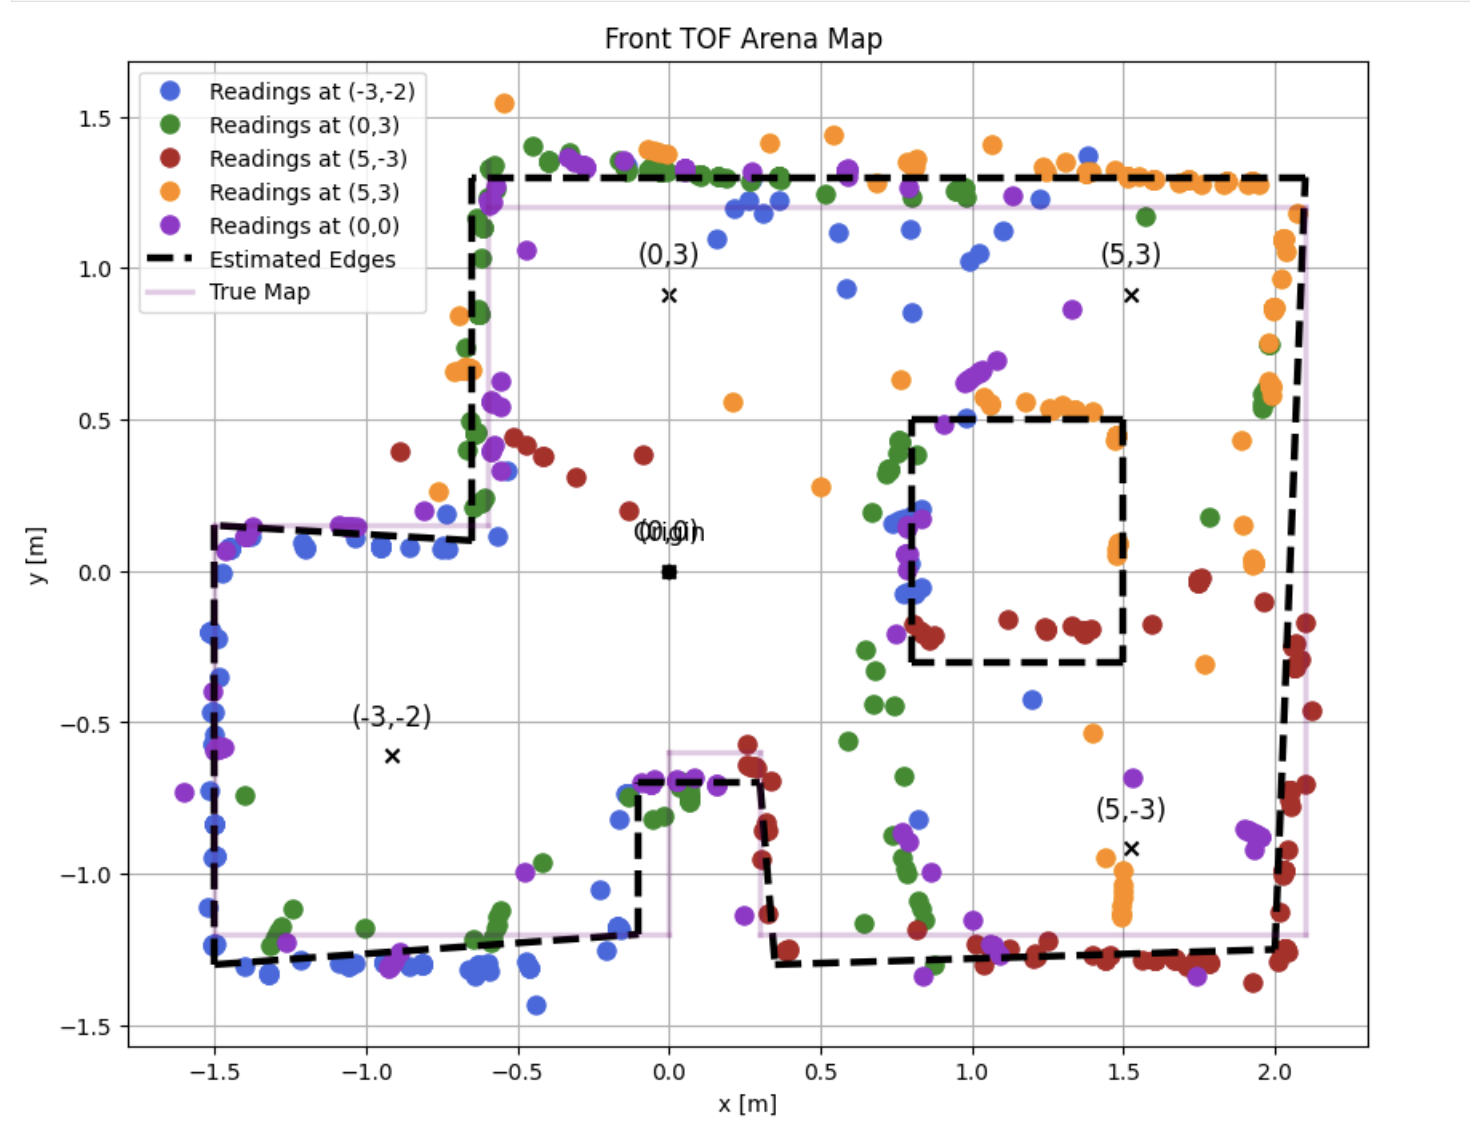 Front TOF Arena Map
Readings at (-3,-2)
Readings at (0,3)
Readings at (5,-3)
Readings at (5,3)
Readings at (0,0)
Estimated Edges
True Map
(0,3)
(5,3)
(0,0)
Origin
(-3,-2)
(5,-3)
y [m]
1.5
1.0
0.5
0.0
−0.5
−1.0
−1.5
−1.5
−1.0
−0.5
0.0
0.5
1.0
1.5
2.0
x [m]